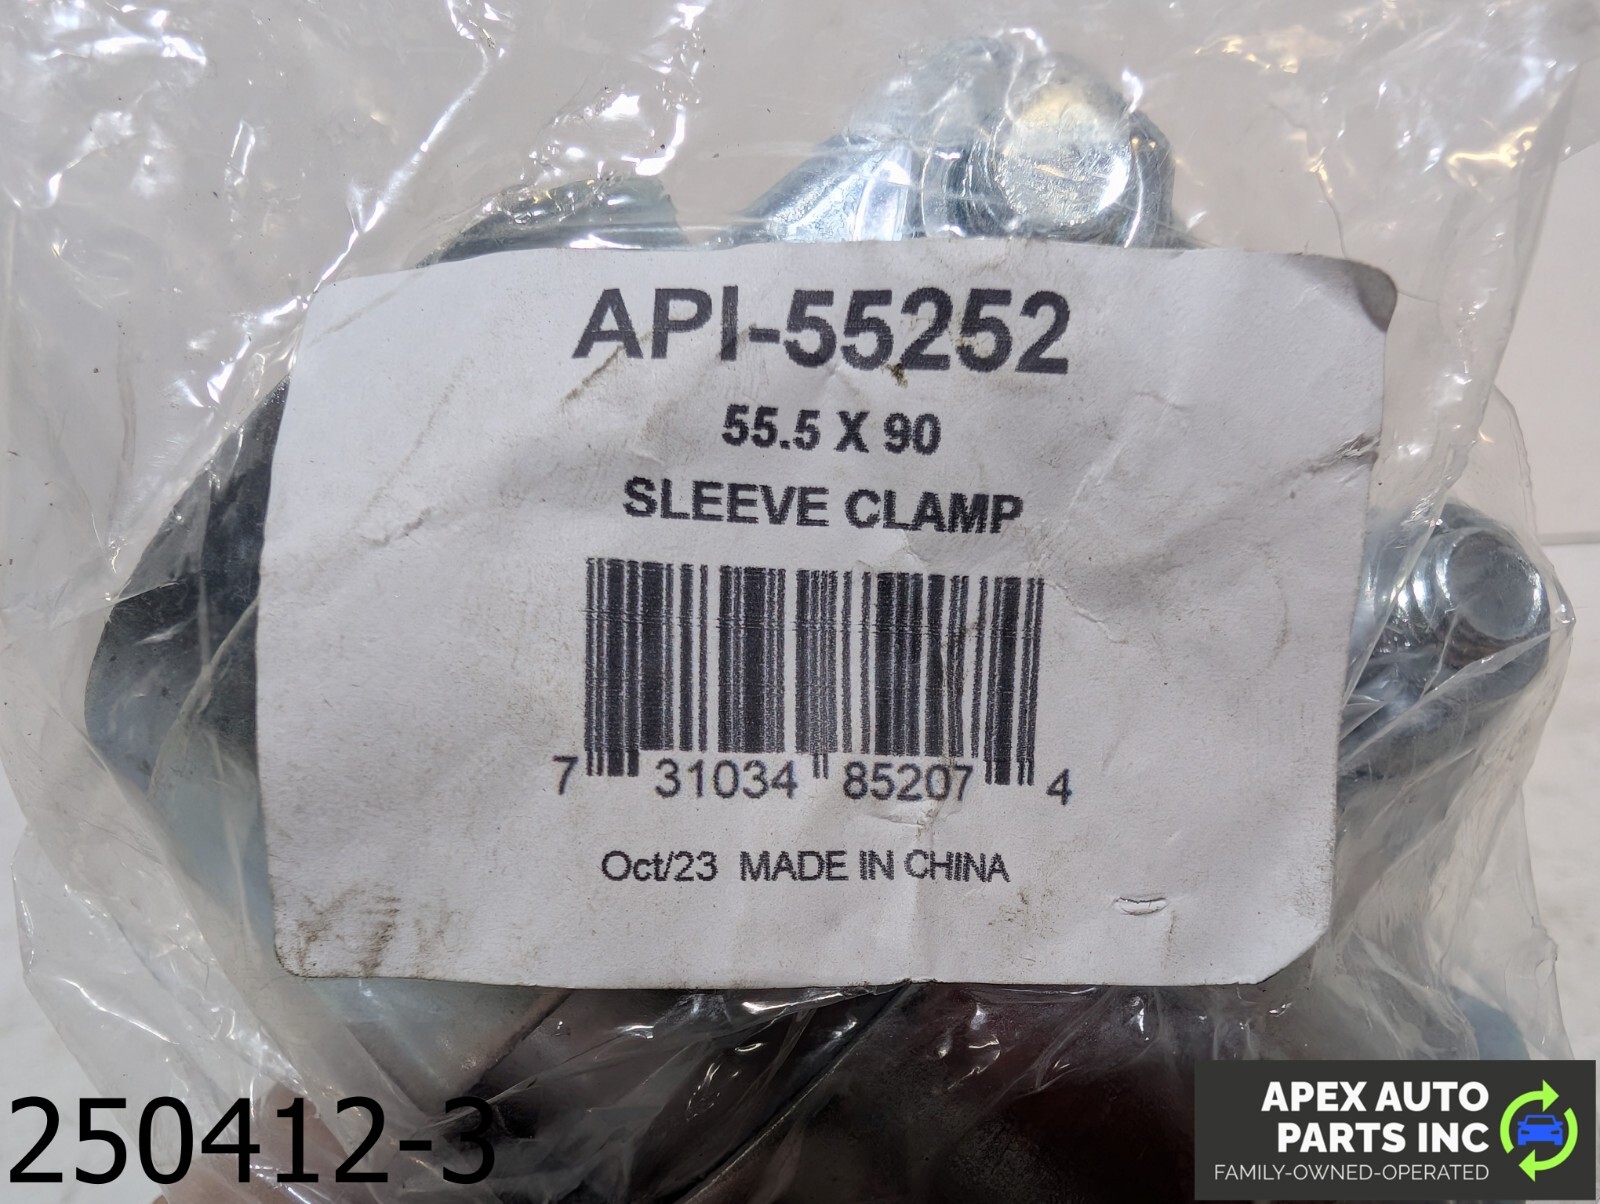 API-55252
55.5 X 90
SLEEVE CLAMP
7 31034 85207 4
Oct/23 MADE IN CHINA
250412-3
APEX AUTO
PARTS INC
FAMILY-OWNED-OPERATED